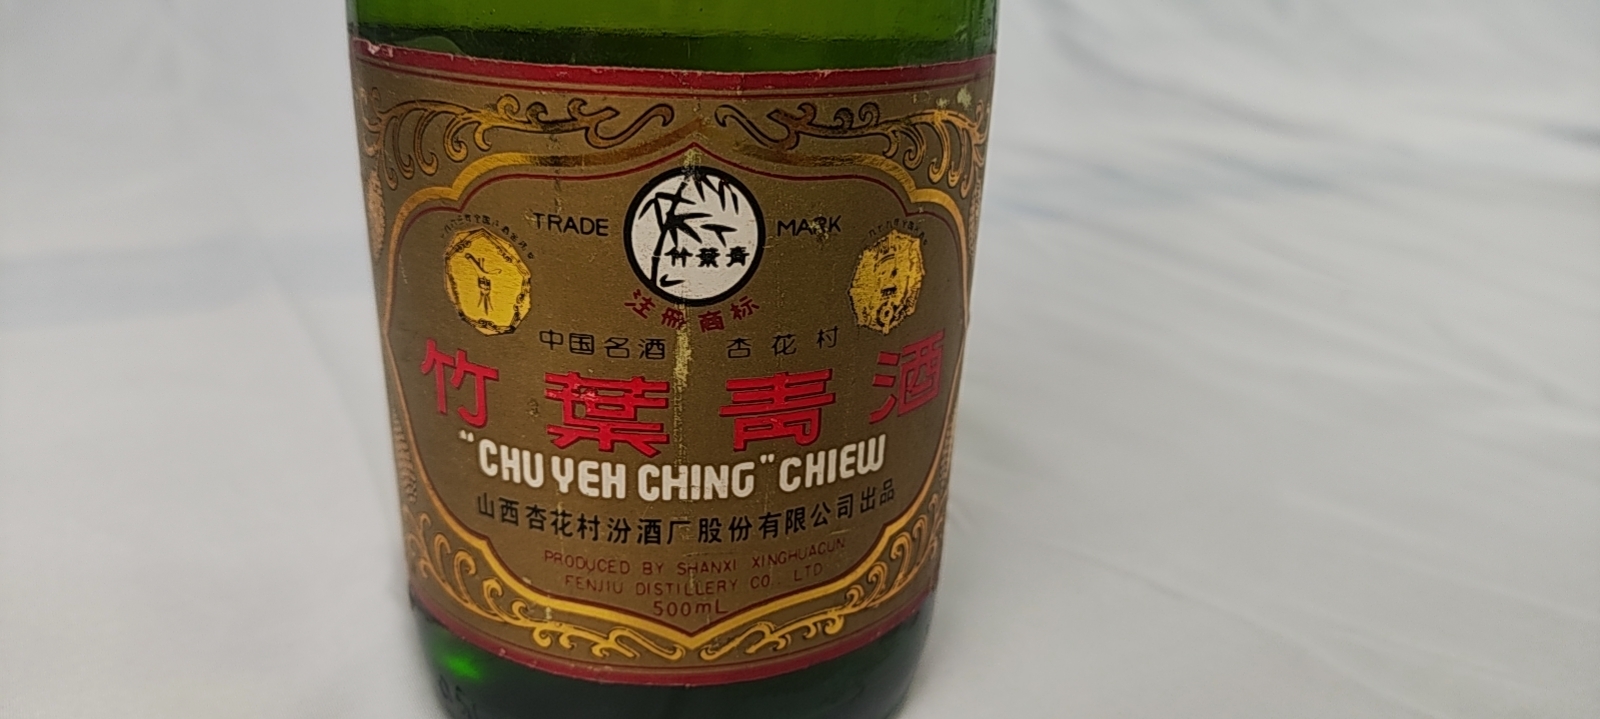 TRADE MARK
竹葉青
注册商标
中国名酒 杏花村
竹葉青酒
"CHU YEH CHING" CHIEW
山西杏花村汾酒厂股份有限公司出品
PRODUCED BY SHANXI XINGHUACUN
FENJIU DISTILLERY CO. LTD
500mL